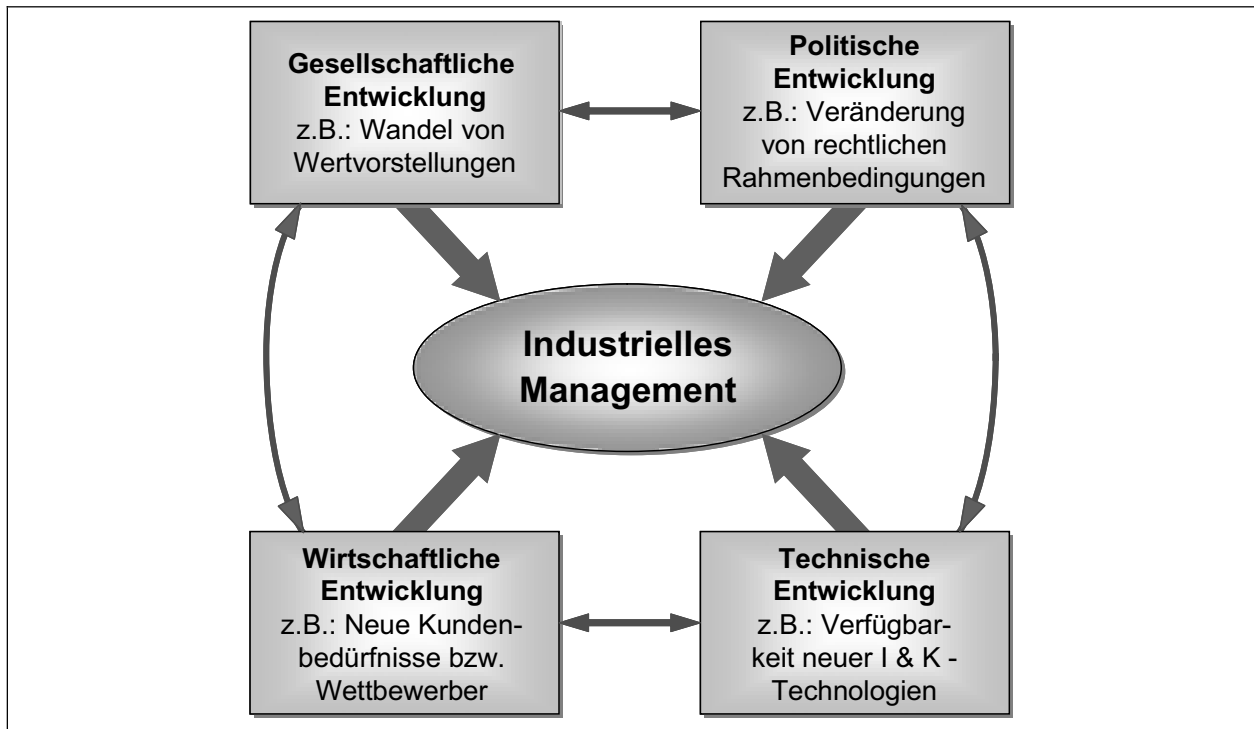 Gesellschaftliche
Entwicklung
z.B.: Wandel von
Wertvorstellungen
Politische
Entwicklung
z.B.: Veränderung
von rechtlichen
Rahmenbedingungen
Industrielles
Management
Wirtschaftliche
Entwicklung
z.B.: Neue Kunden-
bedürfnisse bzw.
Wettbewerber
Technische
Entwicklung
z.B.: Verfügbar-
keit neuer I & K -
Technologien